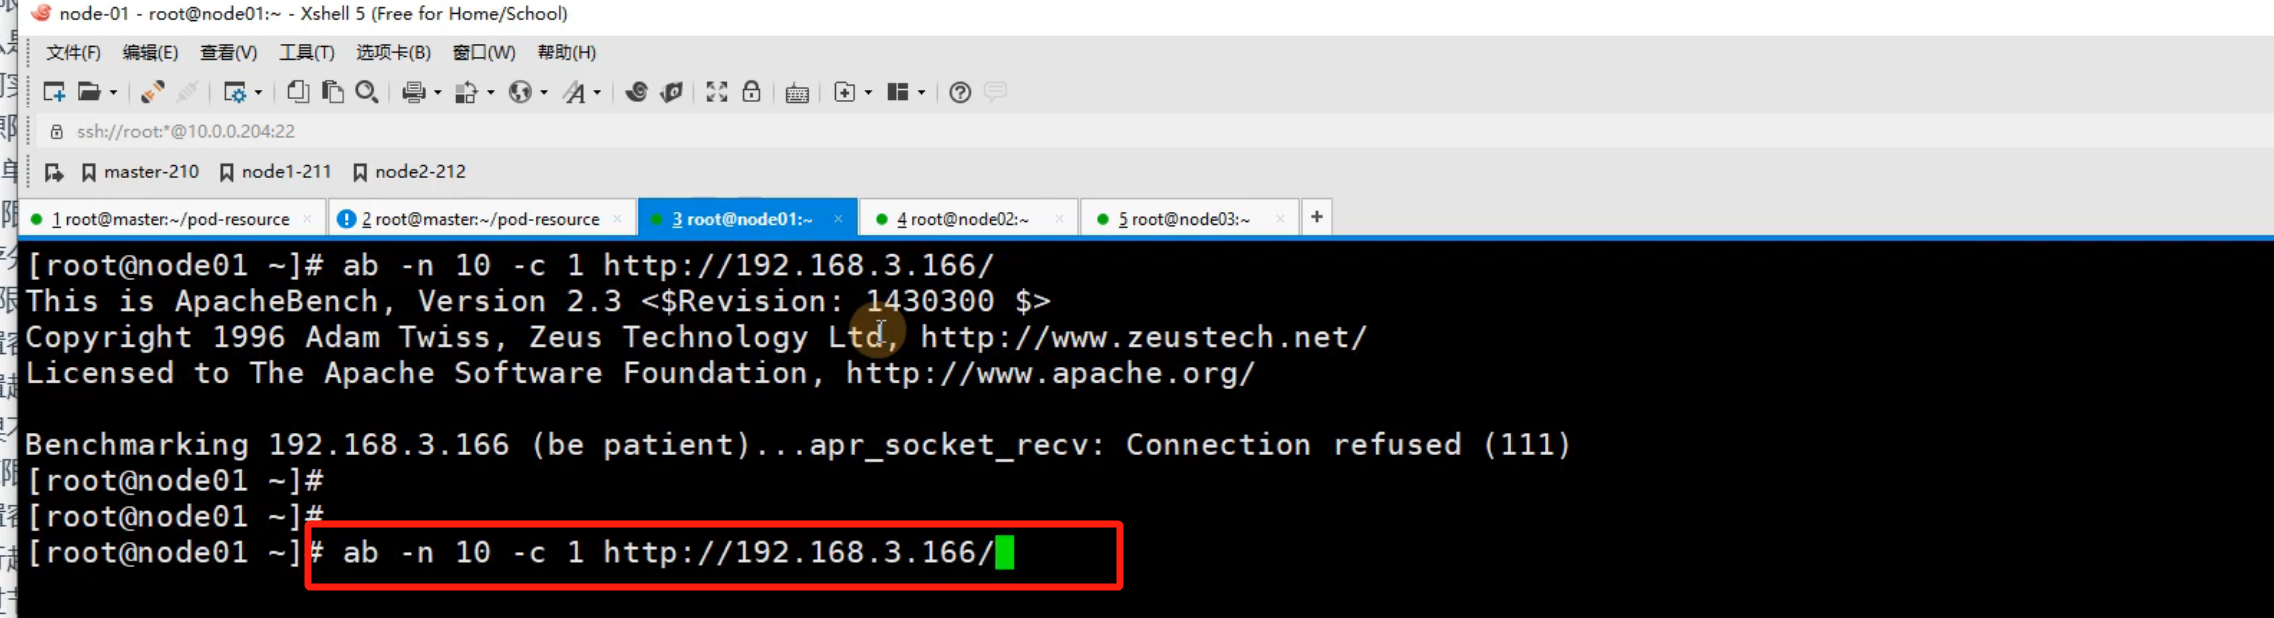 node-01 - root@node01:~ - Xshell 5 (Free for Home/School)
文件(F) 编辑(E) 查看(V) 工具(T) 选项卡(B) 窗口(W) 帮助(H)
ssh://root:*@10.0.0.204:22
master-210 node1-211 node2-212
1 root@master:~/pod-resource × 2 root@master:~/pod-resource × 3 root@node01:~ × 4 root@node02:~ × 5 root@node03:~ × +
[root@node01 ~]# ab -n 10 -c 1 http://192.168.3.166/
This is ApacheBench, Version 2.3 <$Revision: 1430300 $>
Copyright 1996 Adam Twiss, Zeus Technology Ltd, http://www.zeustech.net/
Licensed to The Apache Software Foundation, http://www.apache.org/
Benchmarking 192.168.3.166 (be patient)...apr_socket_recv: Connection refused (111)
[root@node01 ~]#
[root@node01 ~]#
[root@node01 ~]# ab -n 10 -c 1 http://192.168.3.166/